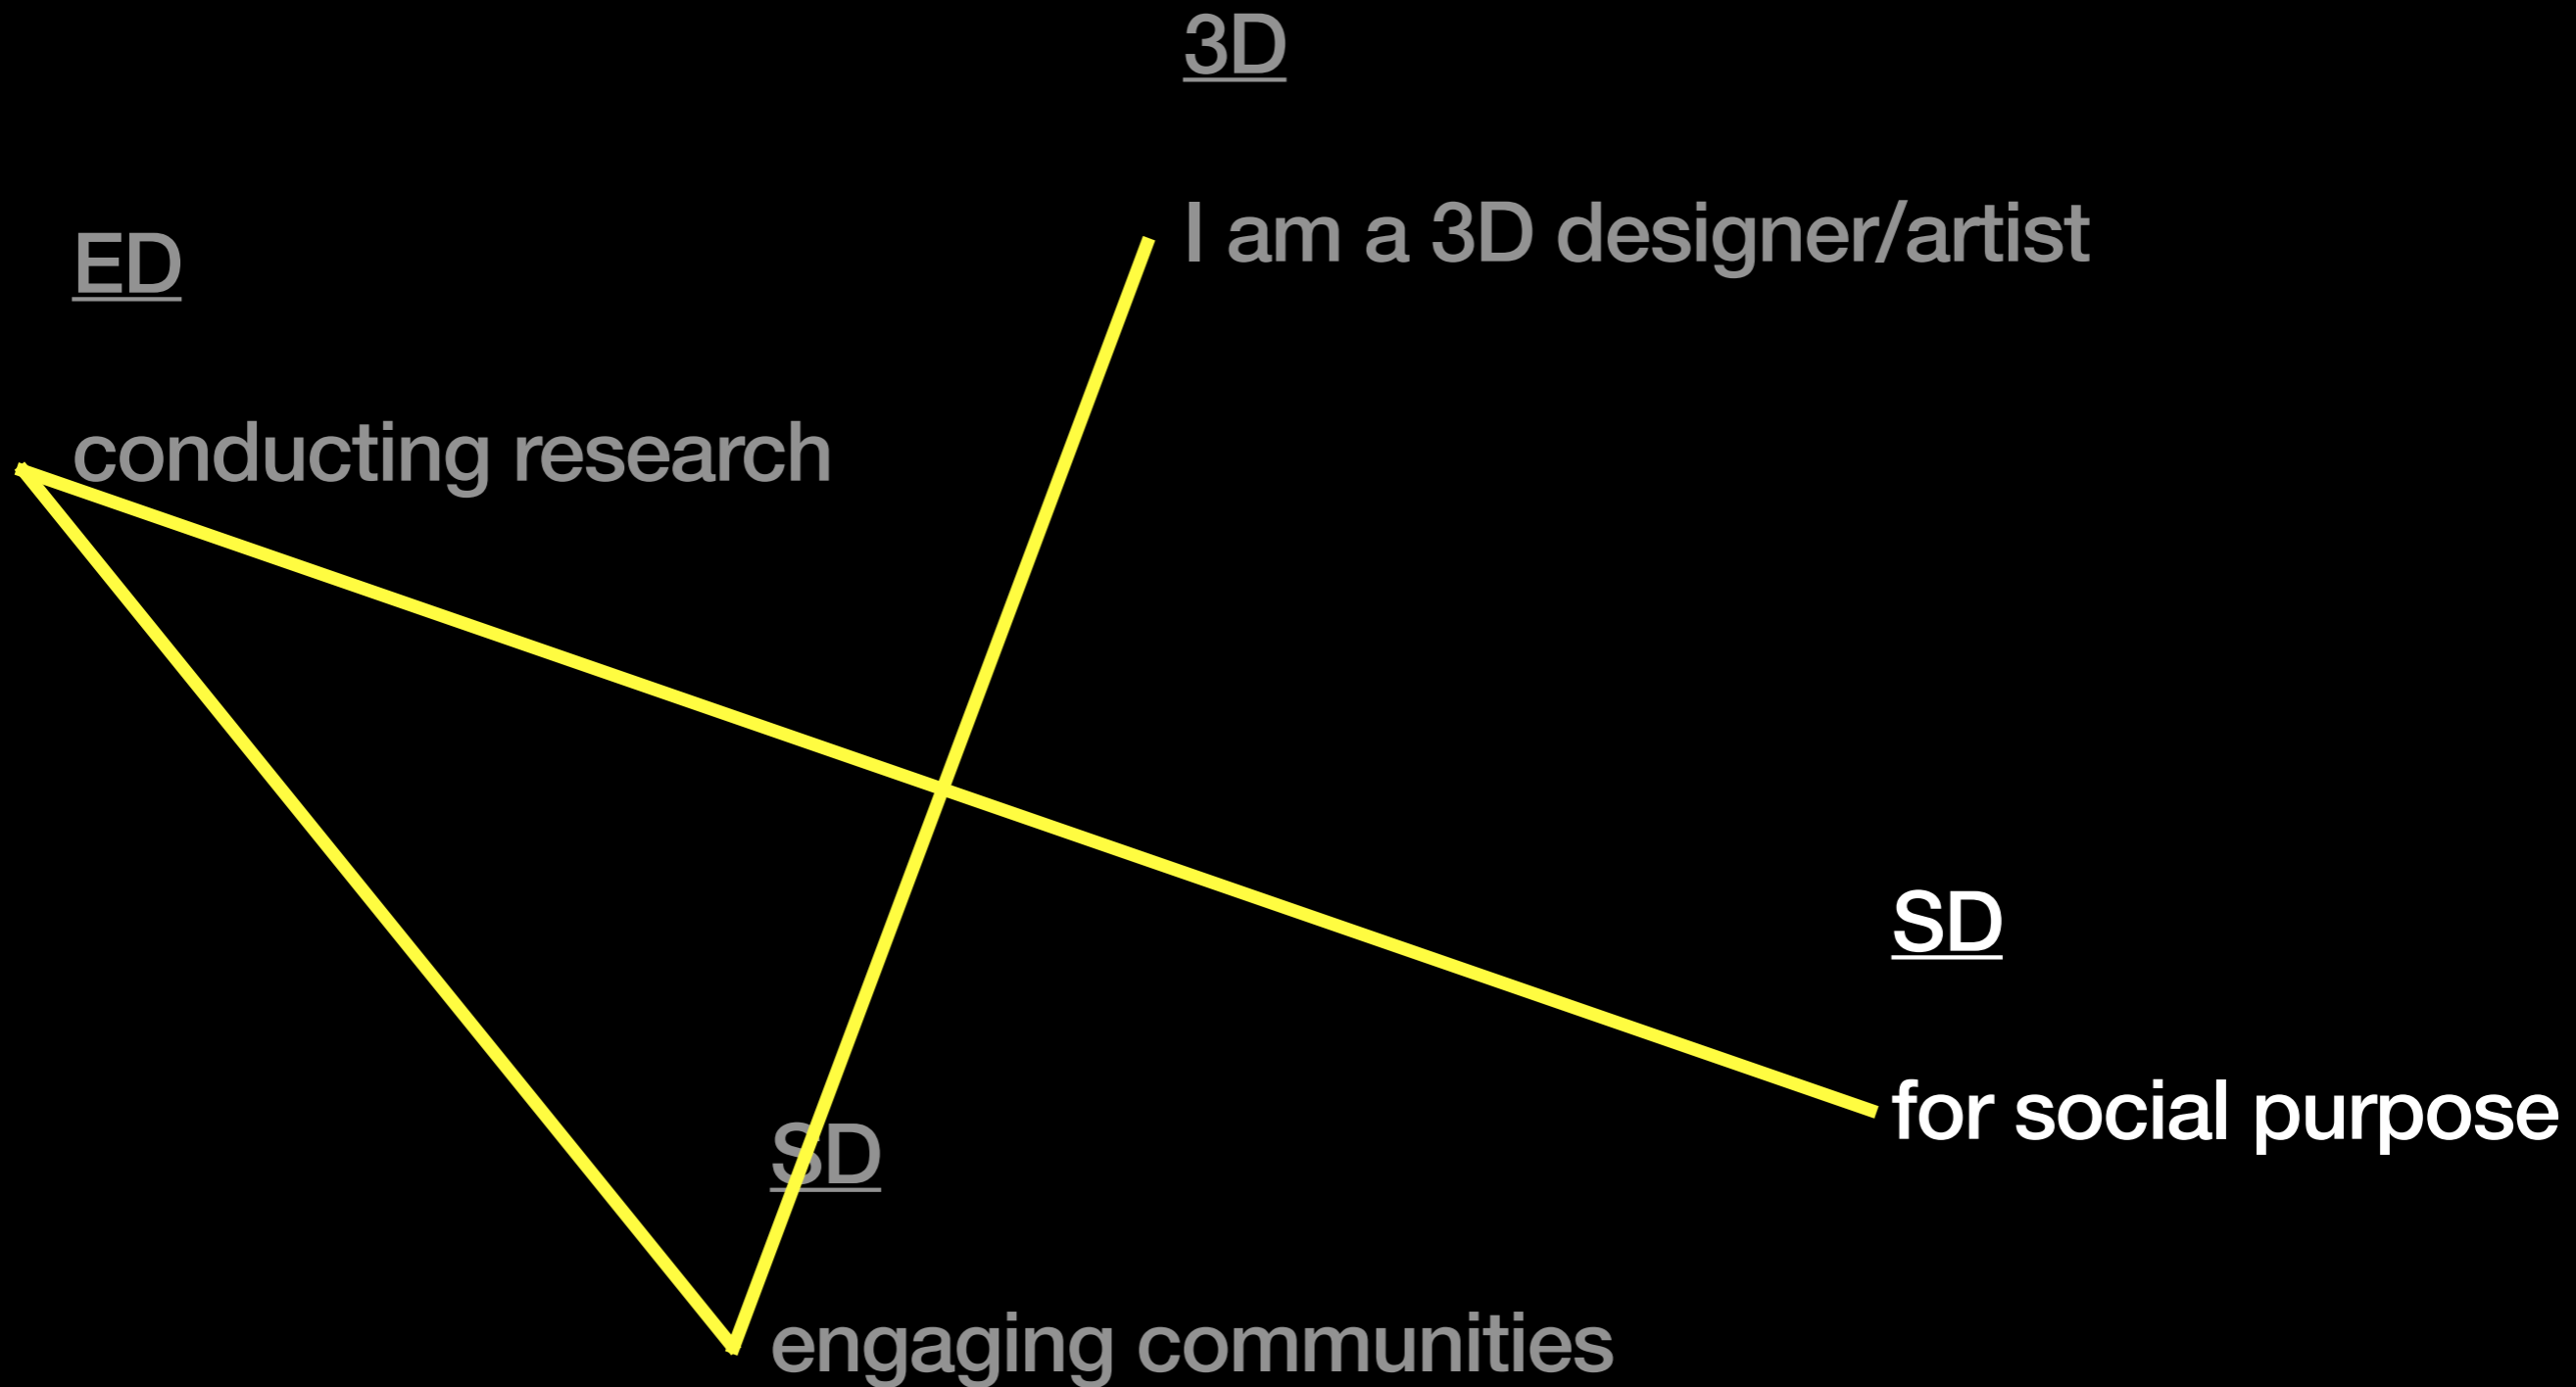 3D
I am a 3D designer/artist
ED
conducting research
SD
for social purpose
SD
engaging communities